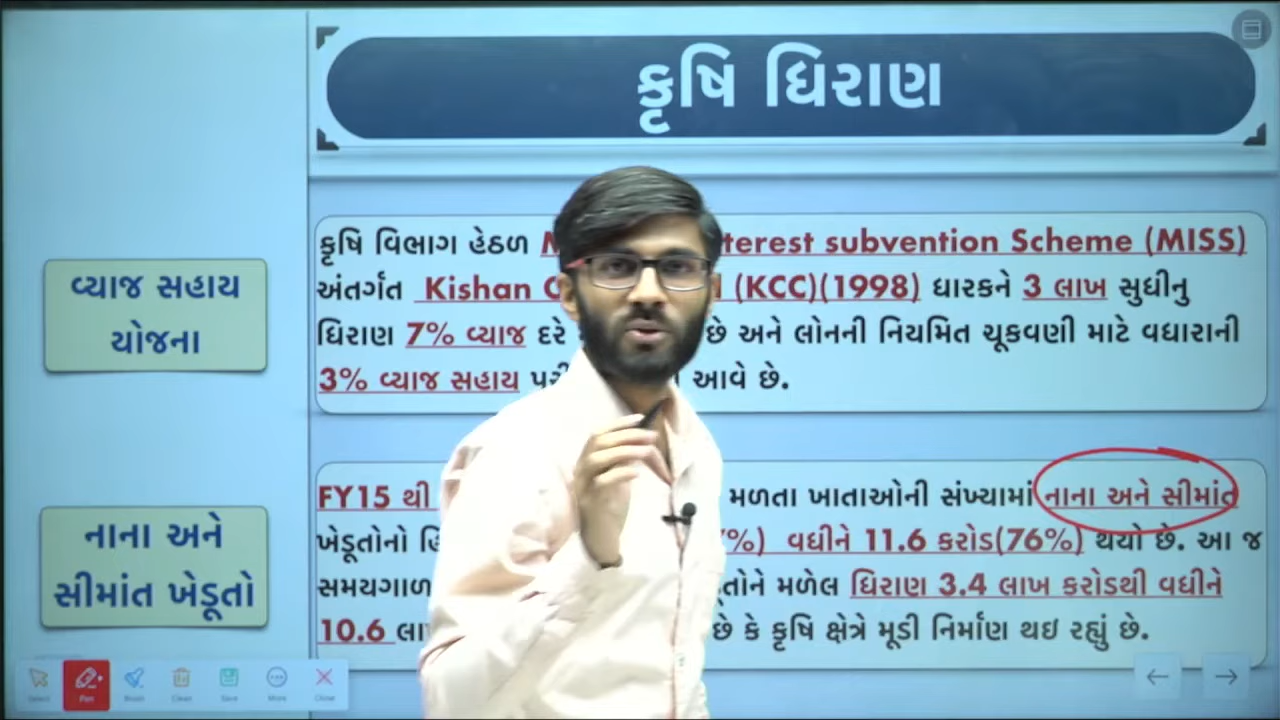 કૃષિ ધિરાણ
વ્યાજ સહાય
યોજના
કૃષિ વિભાગ હેઠળ terest subvention Scheme (MISS)
અંતર્ગત Kishan (KCC)(1998) ધારકને 3 લાખ સુધીનુ
ધિરાણ 7% વ્યાજ દરે છે અને લોનની નિયમિત ચૂકવણી માટે વધારાની
3% વ્યાજ સહાય આવે છે.
નાના અને
સીમાંત ખેડૂતો
FY15 થી મળતા ખાતાઓની સંખ્યામાં નાના અને સીમાંત
ખેડૂતોનો %) વધીને 11.6 કરોડ(76%) થયો છે. આ જ
સમયગાળ તોને મળેલ ધિરાણ 3.4 લાખ કરોડથી વધીને
10.6 છે કે કૃષિ ક્ષેત્રે મૂડી નિર્માણ થઇ રહ્યું છે.
Select Pen Brush Clean Save More Close